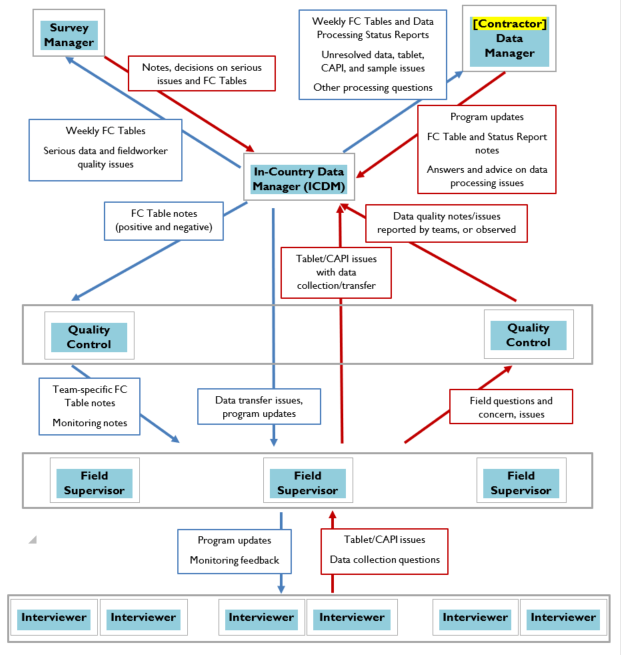 Survey
Manager
Notes, decisions on serious
issues and FC Tables
Weekly FC Tables and Data
Processing Status Reports
Unresolved data, tablet,
CAPI, and sample issues
Other processing questions
[Contractor]
Data
Manager
Weekly FC Tables
Serious data and fieldworker
quality issues
Program updates
FC Table and Status Report
notes
Answers and advice on data
processing issues
In-Country Data
Manager (ICDM)
FC Table notes
(positive and negative)
Data quality notes/issues
reported by teams, or observed
Tablet/CAPI issues
with data
collection/transfer
Quality
Control
Quality
Control
Team-specific FC
Table notes
Monitoring notes
Data transfer issues,
program updates
Field questions and
concern, issues
Field
Supervisor
Field
Supervisor
Field
Supervisor
Program updates
Monitoring feedback
Tablet/CAPI issues
Data collection questions
Interviewer
Interviewer
Interviewer
Interviewer
Interviewer
Interviewer